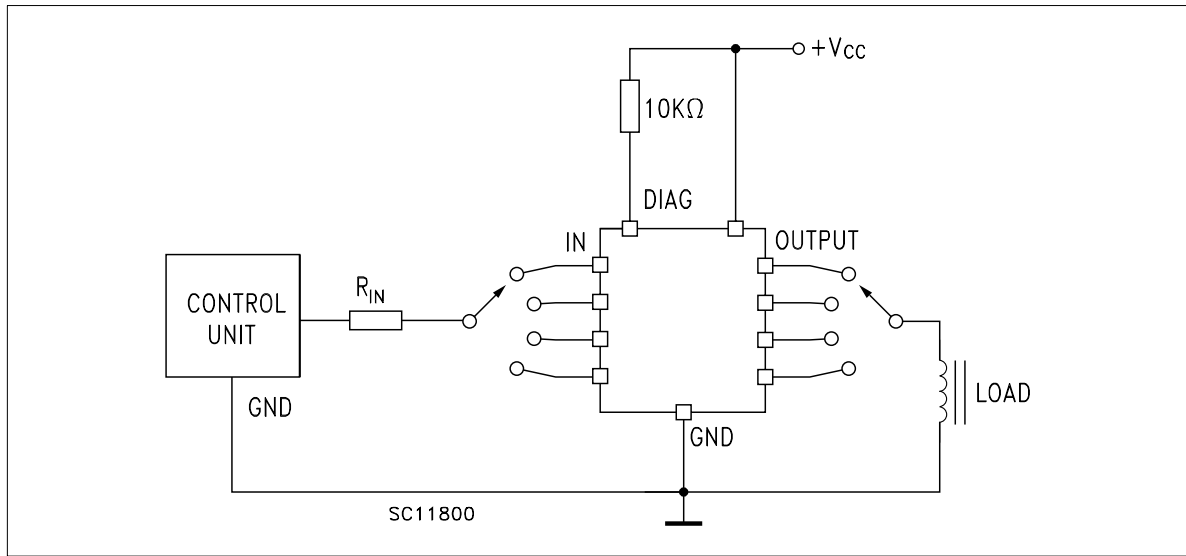 +VCC
10KΩ
DIAG
IN
OUTPUT
CONTROL
UNIT
RIN
GND
GND
LOAD
SC11800